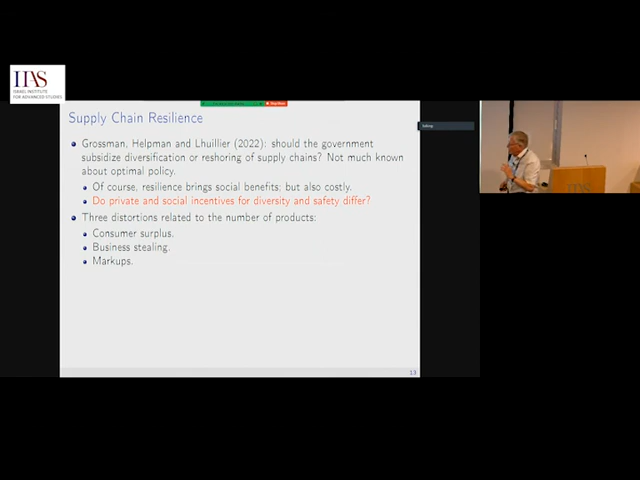 IIAS
ISRAEL INSTITUTE
FOR ADVANCED STUDIES
Supply Chain Resilience
Grossman, Helpman and Lhuillier (2022): should the government
subsidize diversification or reshoring of supply chains? Not much known
about optimal policy.
Of course, resilience brings social benefits; but also costly.
Do private and social incentives for diversity and safety differ?
Three distortions related to the number of products:
Consumer surplus.
Business stealing.
Markups.
13